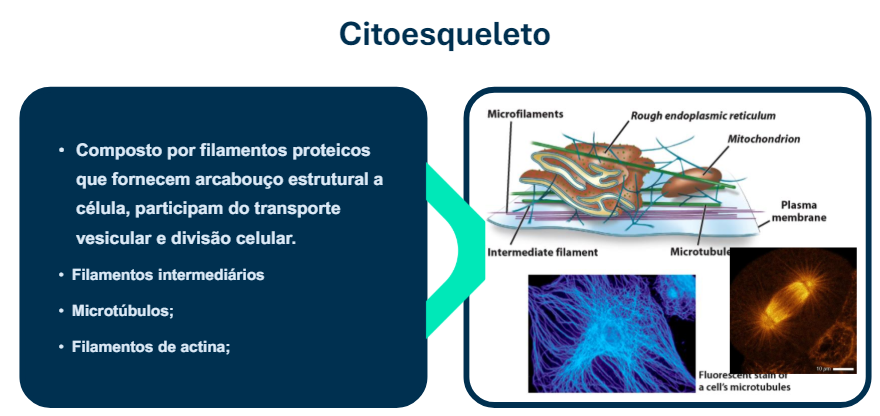 Citoesqueleto
• Composto por filamentos proteicos
que fornecem arcabouço estrutural a
célula, participam do transporte
vesicular e divisão celular.
• Filamentos intermediários
• Microtúbulos;
• Filamentos de actina;
Microfilaments
Rough endoplasmic reticulum
Mitochondrion
Plasma
membrane
Intermediate filament
Microtubule
10 µm
Fluorescent stain of
a cell's microtubules